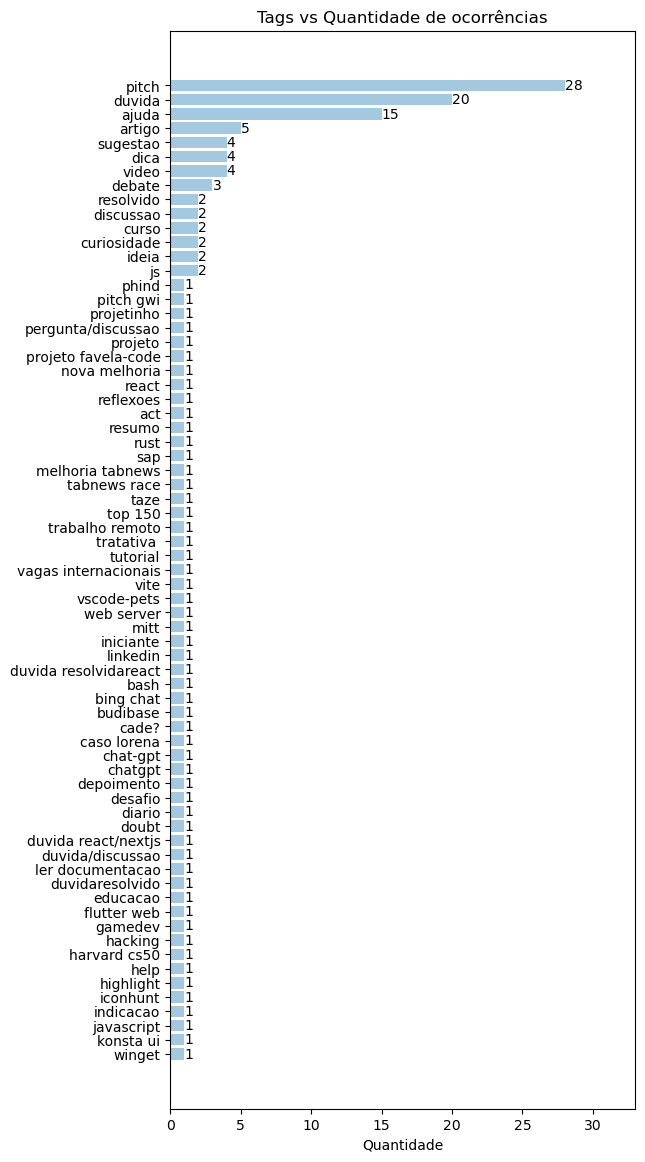 Tags vs Quantidade de ocorrências
pitch 28
duvida 20
ajuda 15
artigo 5
sugestao 4
dica 4
video 4
debate 3
resolvido 2
discussao 2
curso 2
curiosidade 2
ideia 2
js 2
phind 1
pitch gwi 1
projetinho 1
pergunta/discussao 1
projeto 1
projeto favela-code 1
nova melhoria 1
react 1
reflexoes 1
act 1
resumo 1
rust 1
sap 1
melhoria tabnews 1
tabnews race 1
taze 1
top 150 1
trabalho remoto 1
tratativa 1
tutorial 1
vagas internacionais 1
vite 1
vscode-pets 1
web server 1
mitt 1
iniciante 1
linkedin 1
duvida resolvidareact 1
bash 1
bing chat 1
budibase 1
cade? 1
caso lorena 1
chat-gpt 1
chatgpt 1
depoimento 1
desafio 1
diario 1
doubt 1
duvida react/nextjs 1
duvida/discussao 1
ler documentacao 1
duvidaresolvido 1
educacao 1
flutter web 1
gamedev 1
hacking 1
harvard cs50 1
help 1
highlight 1
iconhunt 1
indicacao 1
javascript 1
konsta ui 1
winget 1
0 5 10 15 20 25 30
Quantidade